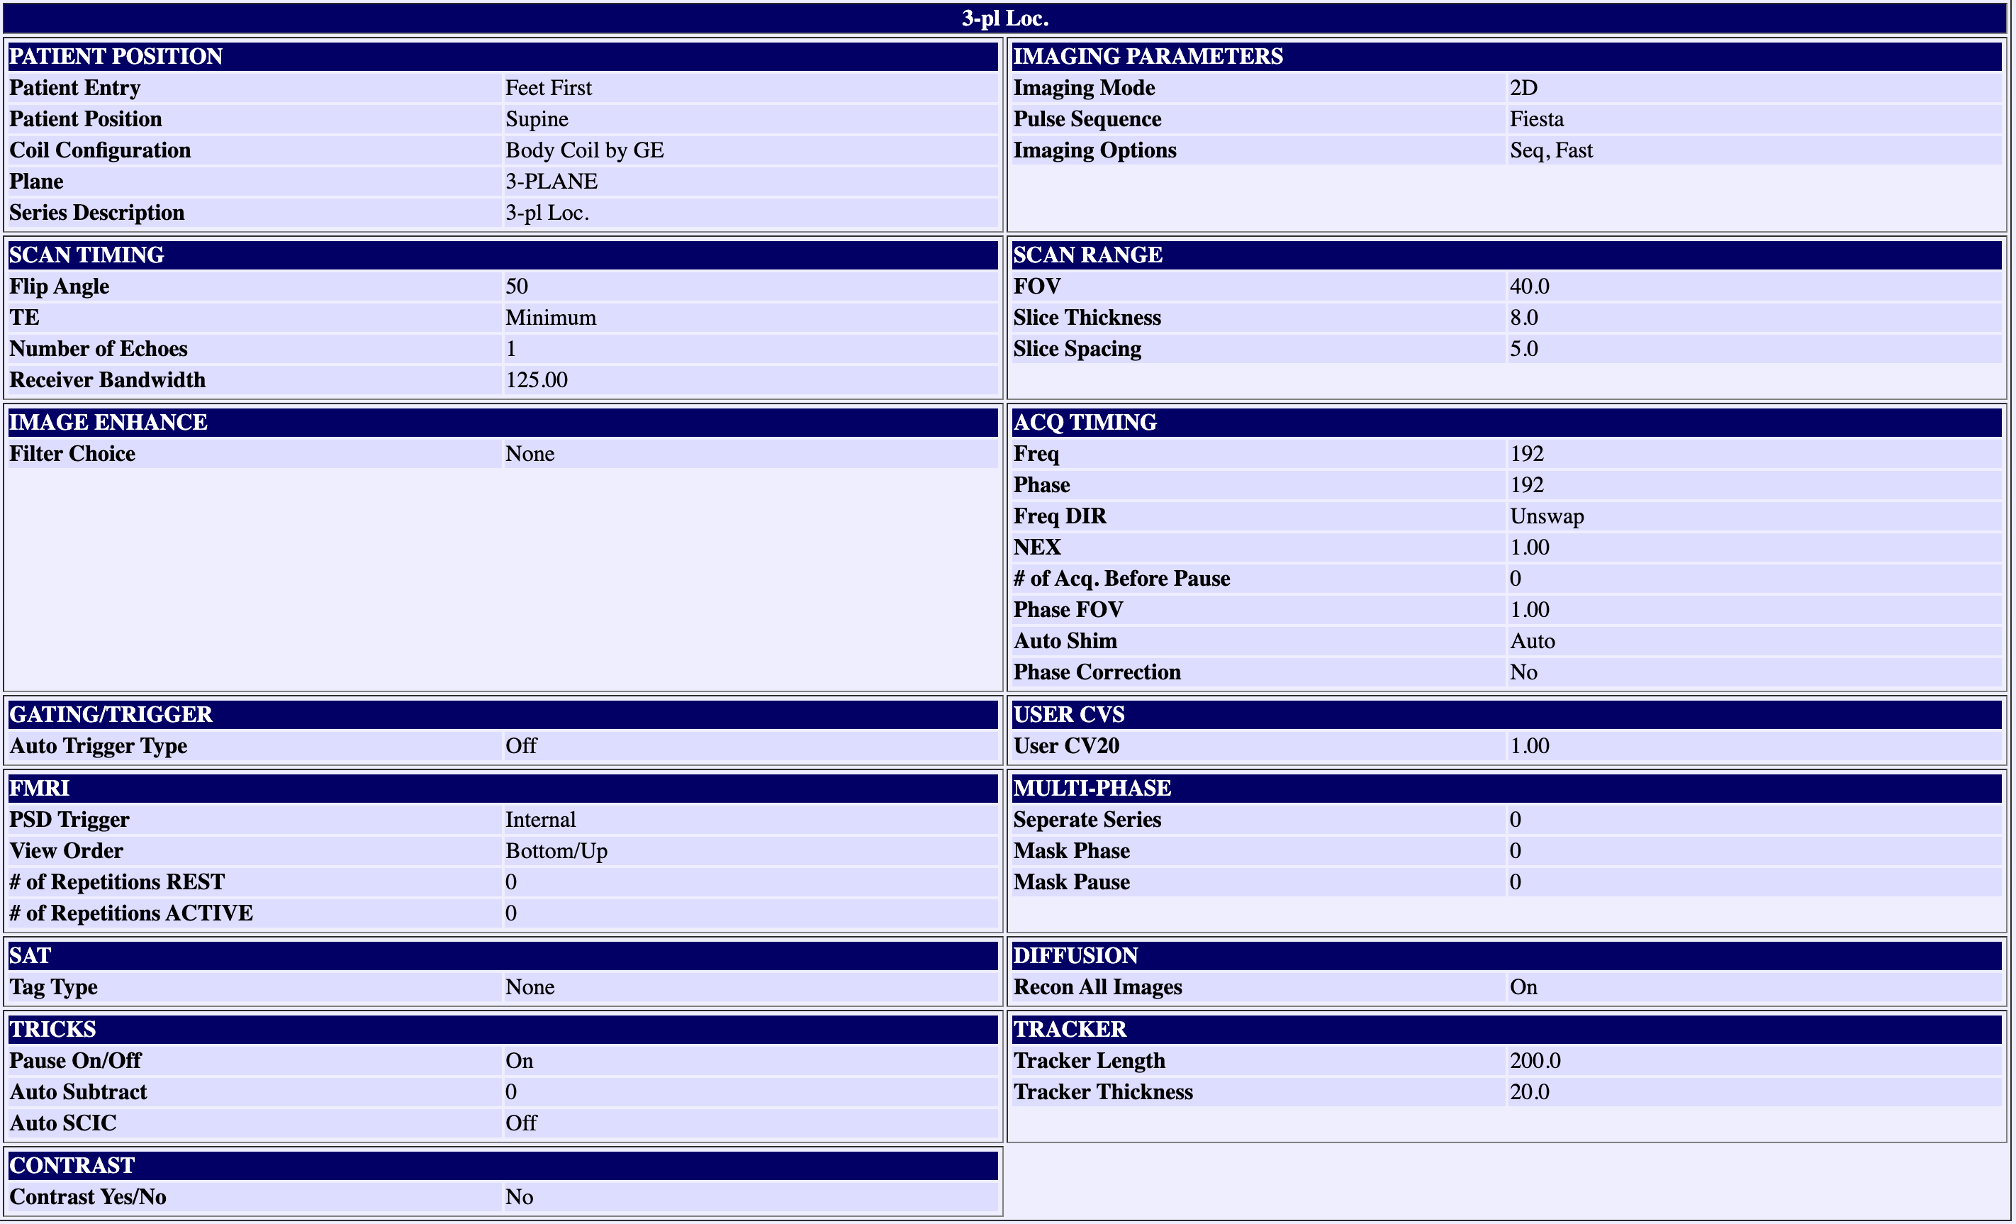 3-pl Loc.
PATIENT POSITION
Patient Entry Feet First
Patient Position Supine
Coil Configuration Body Coil by GE
Plane 3-PLANE
Series Description 3-pl Loc.
IMAGING PARAMETERS
Imaging Mode 2D
Pulse Sequence Fiesta
Imaging Options Seq, Fast
SCAN TIMING
Flip Angle 50
TE Minimum
Number of Echoes 1
Receiver Bandwidth 125.00
SCAN RANGE
FOV 40.0
Slice Thickness 8.0
Slice Spacing 5.0
IMAGE ENHANCE
Filter Choice None
ACQ TIMING
Freq 192
Phase 192
Freq DIR Unswap
NEX 1.00
# of Acq. Before Pause 0
Phase FOV 1.00
Auto Shim Auto
Phase Correction No
GATING/TRIGGER
Auto Trigger Type Off
USER CVS
User CV20 1.00
FMRI
PSD Trigger Internal
View Order Bottom/Up
# of Repetitions REST 0
# of Repetitions ACTIVE 0
MULTI-PHASE
Seperate Series 0
Mask Phase 0
Mask Pause 0
SAT
Tag Type None
DIFFUSION
Recon All Images On
TRICKS
Pause On/Off On
Auto Subtract 0
Auto SCIC Off
TRACKER
Tracker Length 200.0
Tracker Thickness 20.0
CONTRAST
Contrast Yes/No No